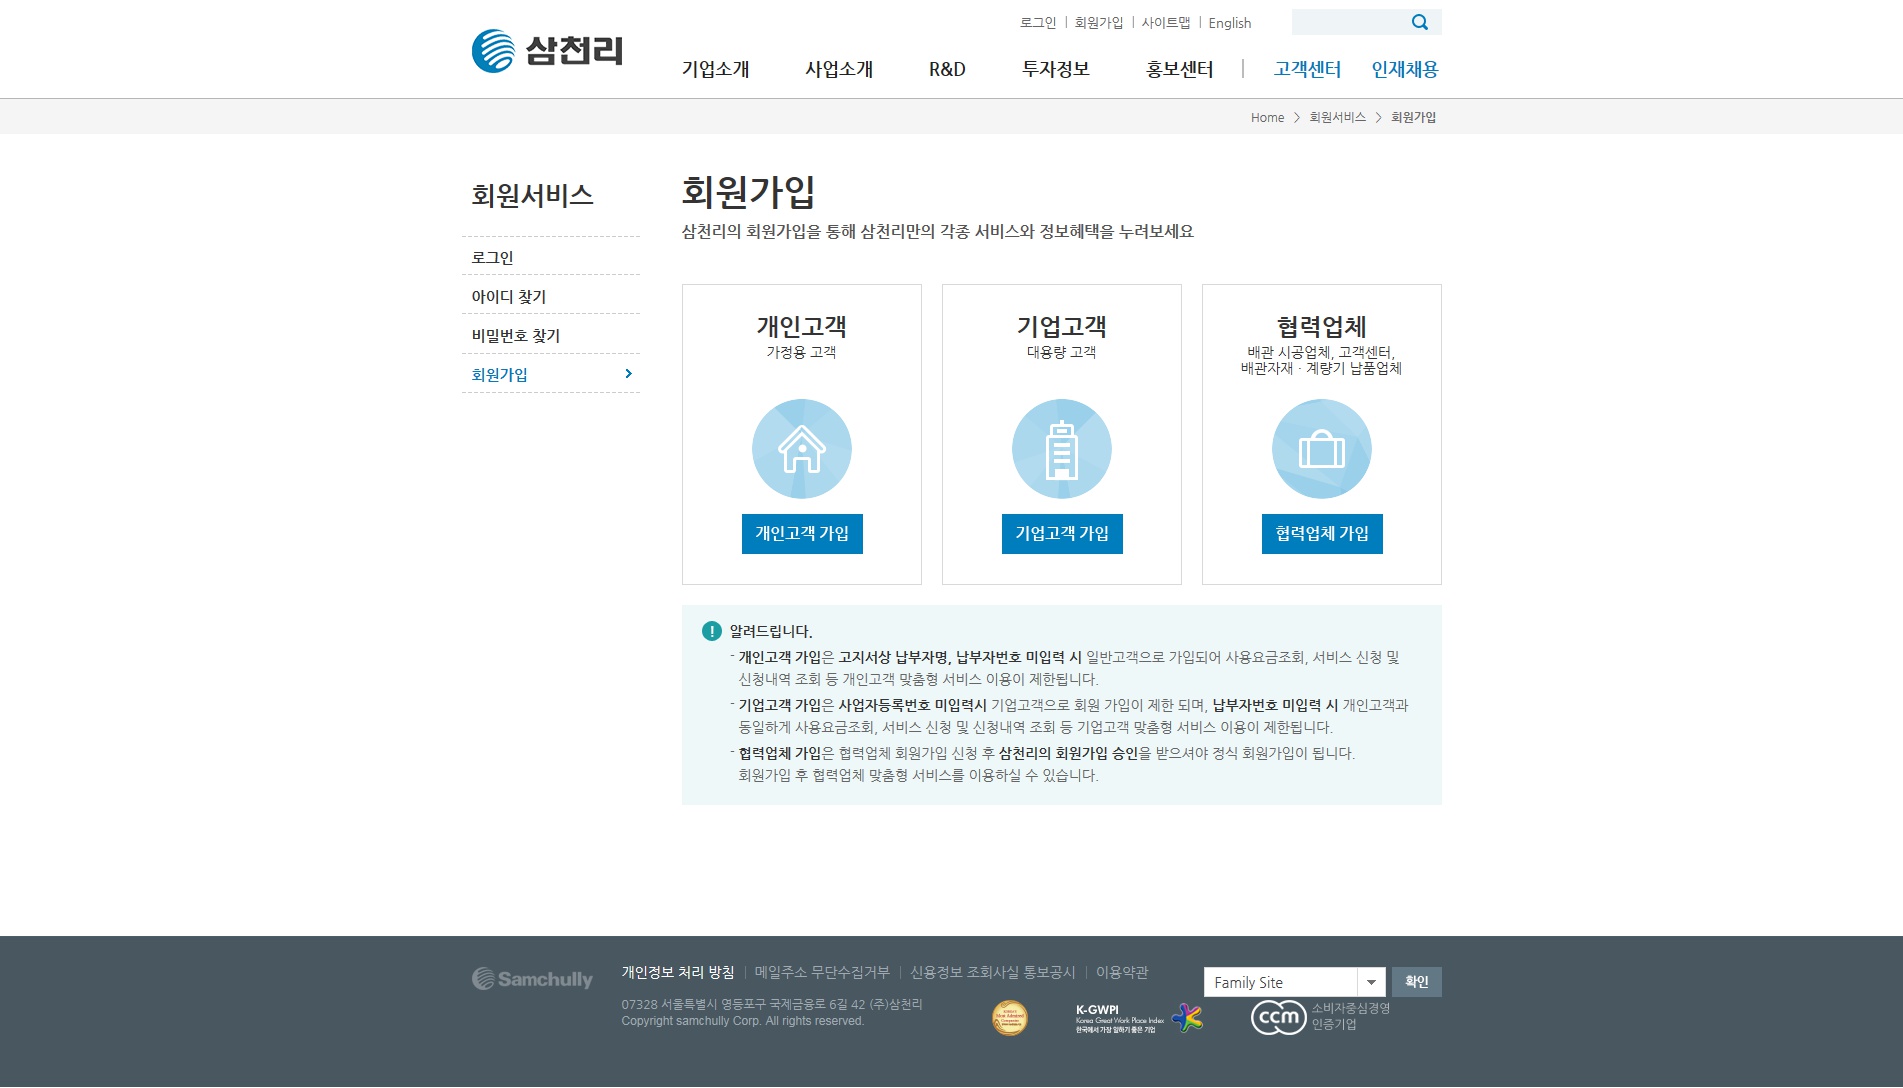 로그인 회원가입 사이트맵 English
삼천리
기업소개 사업소개 R&D 투자정보 홍보센터 고객센터 인재채용
Home > 회원서비스 > 회원가입
회원서비스
로그인
아이디 찾기
비밀번호 찾기
회원가입
회원가입
삼천리의 회원가입을 통해 삼천리만의 각종 서비스와 정보혜택을 누려보세요
개인고객
가정용 고객
개인고객 가입
기업고객
대용량 고객
기업고객 가입
협력업체
배관 시공업체, 고객센터,
배관자재 · 계량기 납품업체
협력업체 가입
알려드립니다.
- 개인고객 가입은 고지서상 납부자명, 납부자번호 미입력 시 일반고객으로 가입되어 사용요금조회, 서비스 신청 및
신청내역 조회 등 개인고객 맞춤형 서비스 이용이 제한됩니다.
- 기업고객 가입은 사업자등록번호 미입력시 기업고객으로 회원 가입이 제한 되며, 납부자번호 미입력 시 개인고객과
동일하게 사용요금조회, 서비스 신청 및 신청내역 조회 등 기업고객 맞춤형 서비스 이용이 제한됩니다.
- 협력업체 가입은 협력업체 회원가입 신청 후 삼천리의 회원가입 승인을 받으셔야 정식 회원가입이 됩니다.
회원가입 후 협력업체 맞춤형 서비스를 이용하실 수 있습니다.
Samchully
개인정보 처리 방침 메일주소 무단수집거부 신용정보 조회사실 통보공시 이용약관
07328 서울특별시 영등포구 국제금융로 6길 42 (주)삼천리
Copyright samchully Corp. All rights reserved.
K-GWPI
Korea Great Work Place Index
한국에서 가장 일하기 좋은 기업
Family Site
확인
ccm
소비자중심경영
인증기업